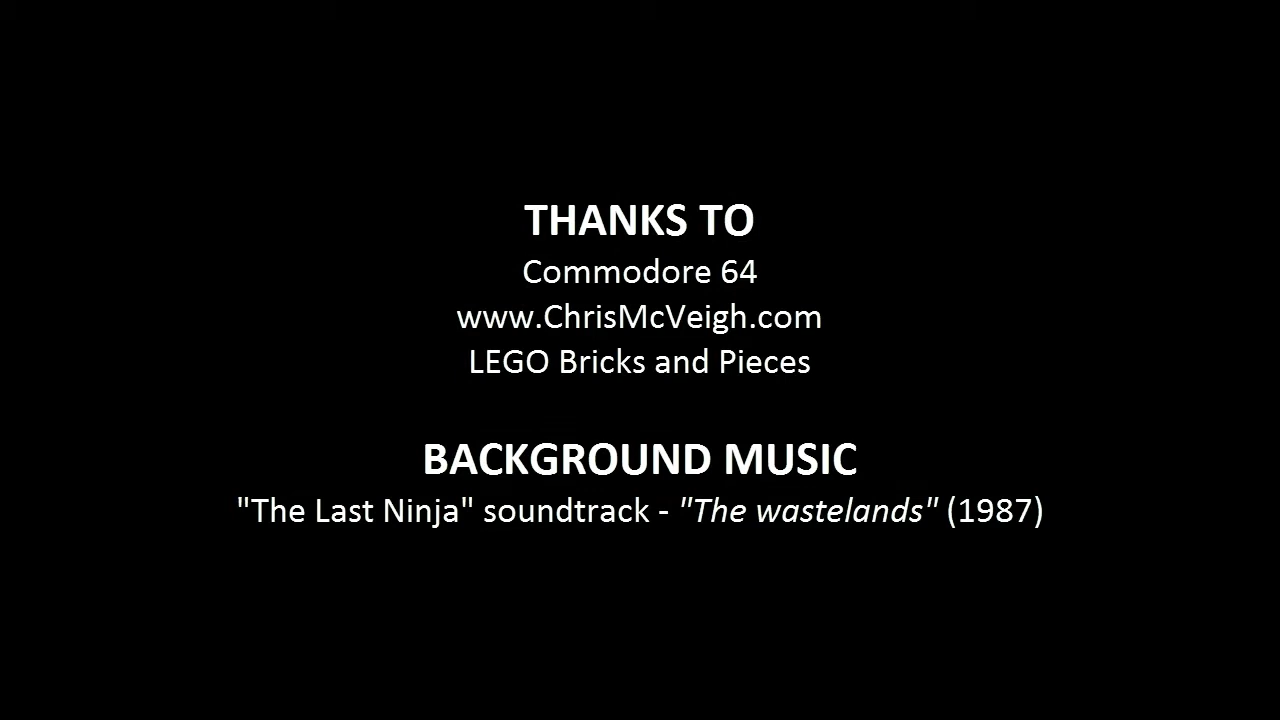 THANKS TO
Commodore 64
www.ChrisMcVeigh.com
LEGO Bricks and Pieces
BACKGROUND MUSIC
"The Last Ninja" soundtrack - "The wastelands" (1987)